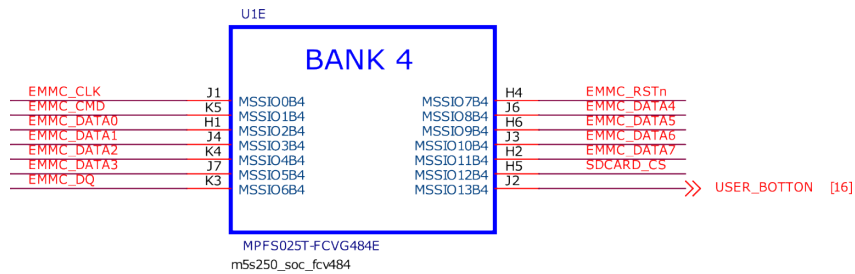 U1E
BANK 4
EMMC_CLK J1 MSSIO0B4 MSSIO7B4 H4 EMMC_RSTn
EMMC_CMD K5 MSSIO1B4 MSSIO8B4 J6 EMMC_DATA4
EMMC_DATA0 H1 MSSIO2B4 MSSIO9B4 H6 EMMC_DATA5
EMMC_DATA1 J4 MSSIO3B4 MSSIO10B4 J3 EMMC_DATA6
EMMC_DATA2 K4 MSSIO4B4 MSSIO11B4 H2 EMMC_DATA7
EMMC_DATA3 J7 MSSIO5B4 MSSIO12B4 H5 SDCARD_CS
EMMC_DQ K3 MSSIO6B4 MSSIO13B4 J2 USER_BOTTON [16]
MPFS025T-FCVG484E
m5s250_soc_fcv484